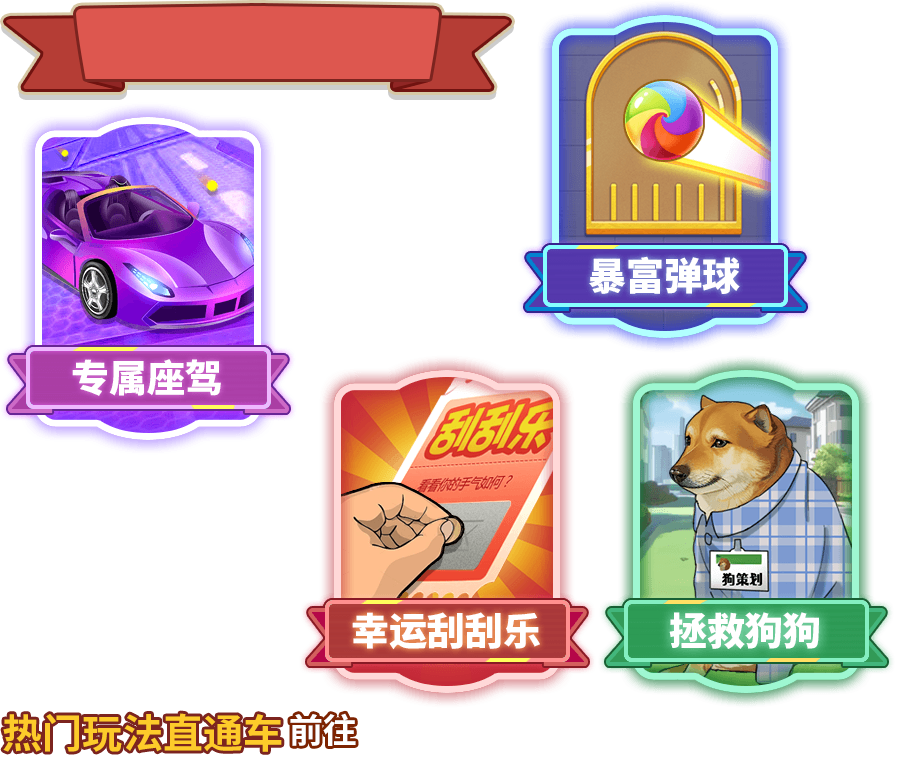 暴富弹球
专属座驾
刮刮乐
看看你的手气如何？
狗策划
幸运刮刮乐
拯救狗狗
热门玩法直通车 前往